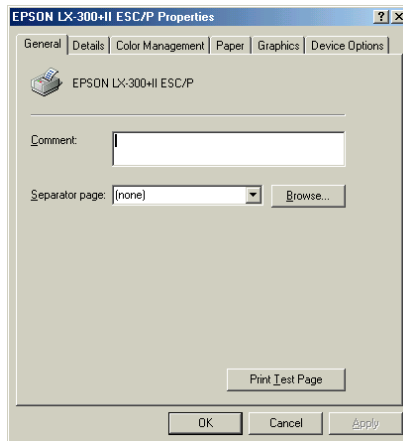 EPSON LX-300+II ESC/P Properties ? x
General Details Color Management Paper Graphics Device Options
EPSON LX-300+II ESC/P
Comment:
Separator page: (none) Browse...
Print Test Page
OK Cancel Apply